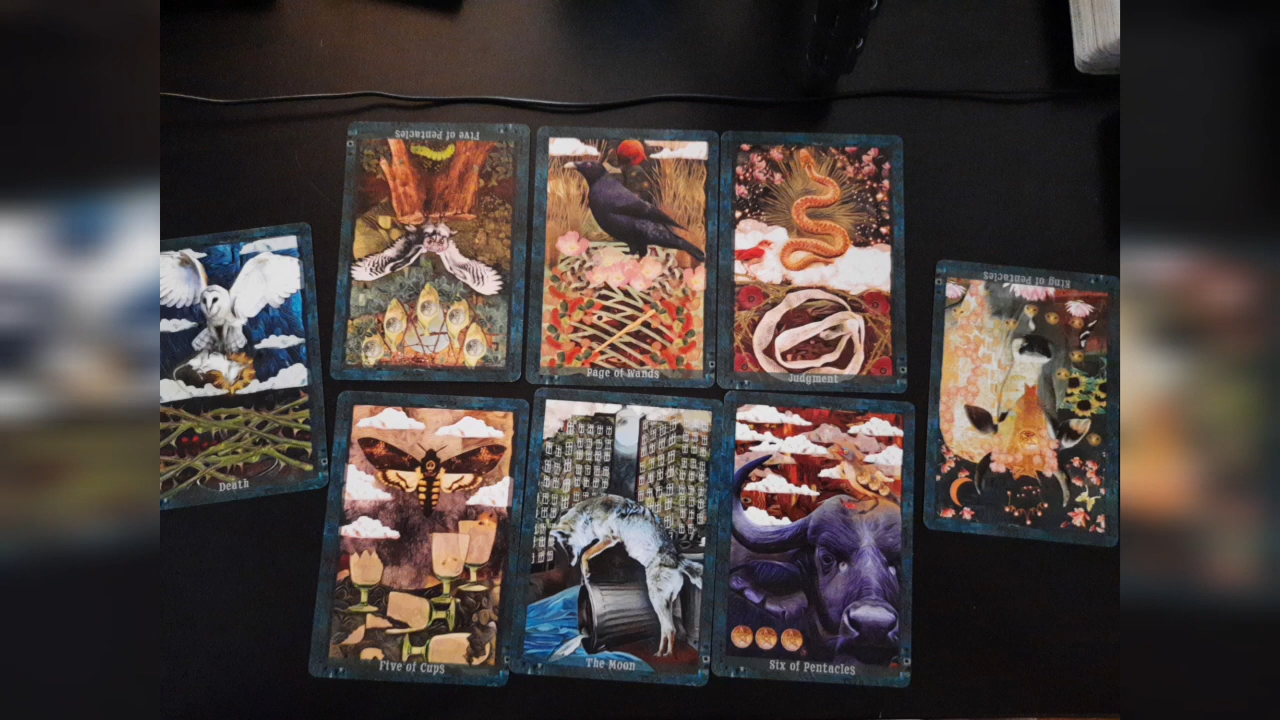 Five of Pentacles
Page of Wands
Judgment
Death
King of Pentacles
Five of Cups
The Moon
Six of Pentacles